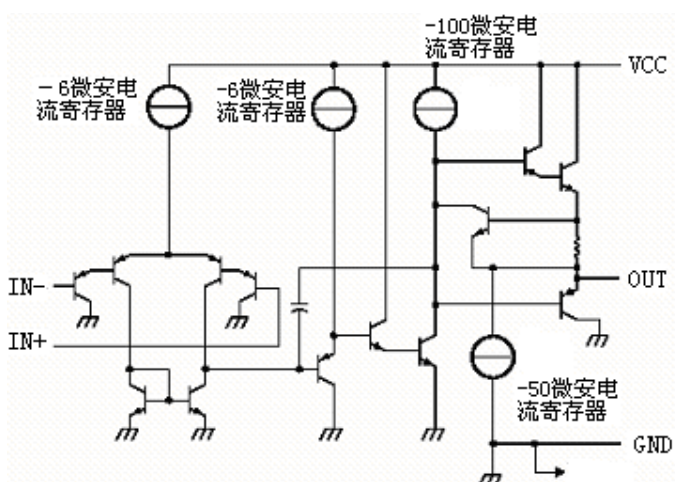 -100微安电
流寄存器
VCC
-6微安电
流寄存器
-6微安电
流寄存器
IN-
OUT
IN+
-50微安电
流寄存器
GND